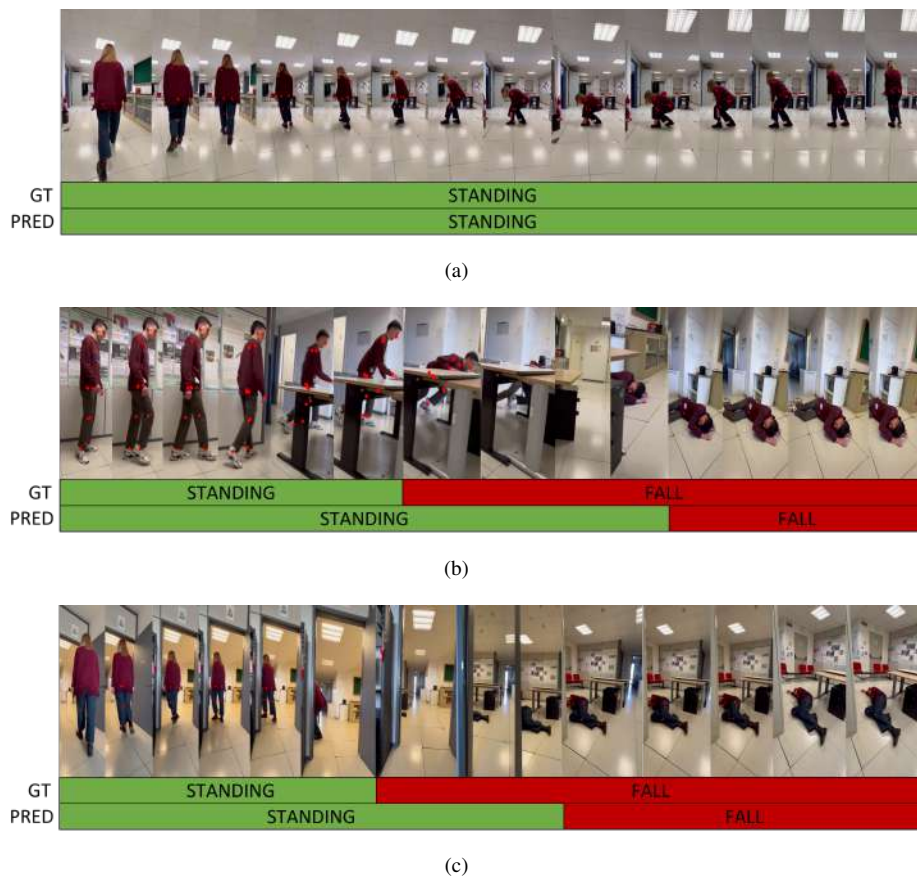 GT STANDING
PRED STANDING
(a)
GT STANDING FALL
PRED STANDING FALL
(b)
GT STANDING FALL
PRED STANDING FALL
(c)